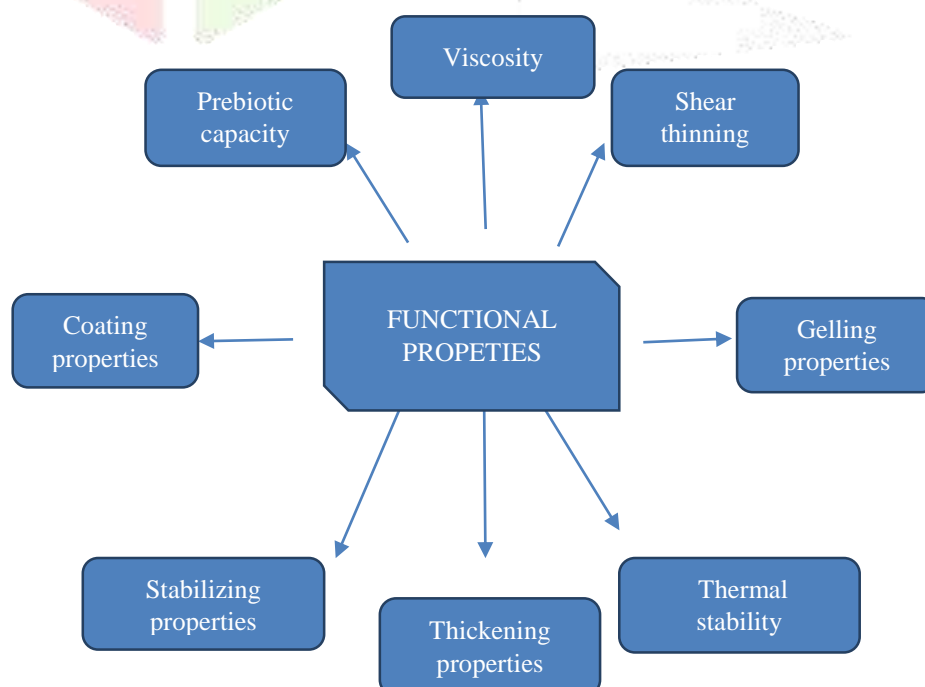 Viscosity
Prebiotic
capacity
Shear
thinning
FUNCTIONAL
PROPETIES
Coating
properties
Gelling
properties
Stabilizing
properties
Thickening
properties
Thermal
stability